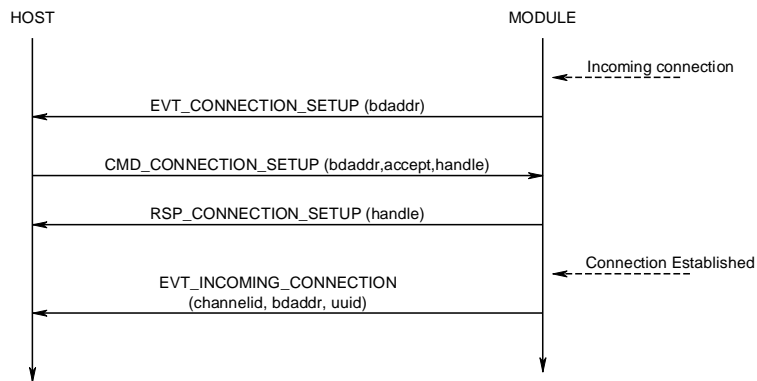 HOST
MODULE
Incoming connection
EVT_CONNECTION_SETUP (bdaddr)
CMD_CONNECTION_SETUP (bdaddr,accept,handle)
RSP_CONNECTION_SETUP (handle)
Connection Established
EVT_INCOMING_CONNECTION
(channelid, bdaddr, uuid)